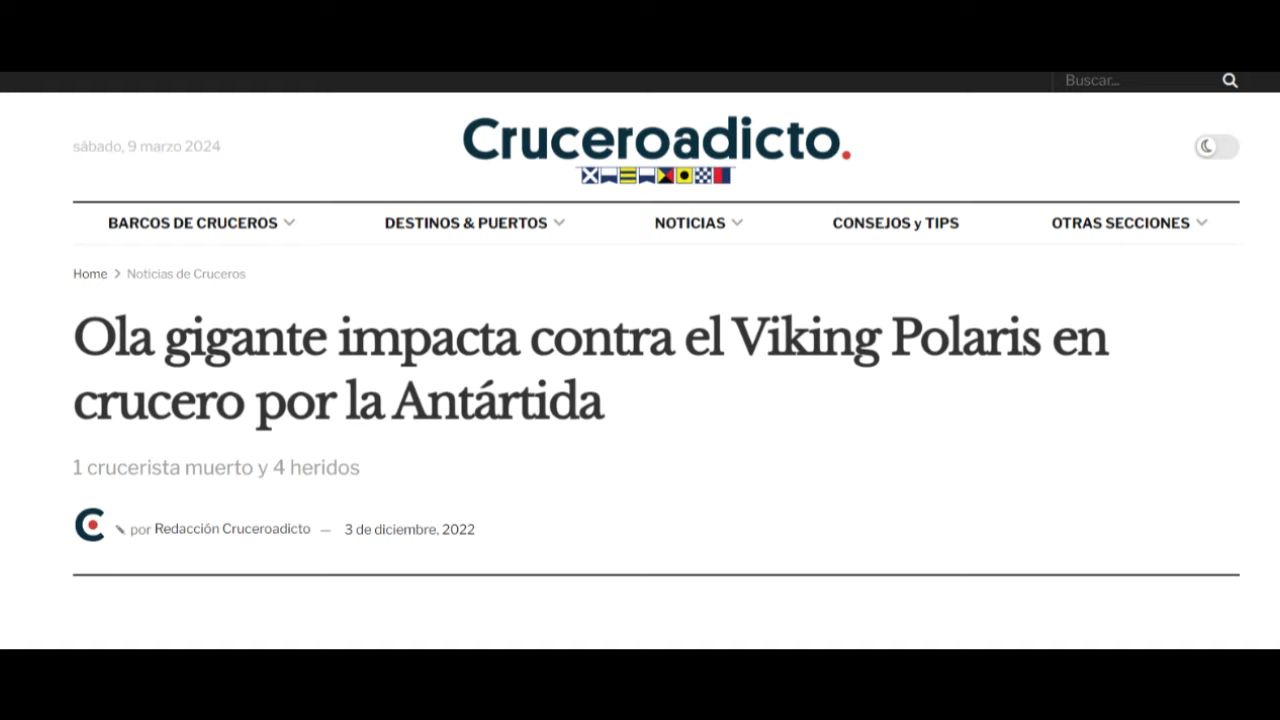 Buscar...
sábado, 9 marzo 2024
Cruceroadicto.
BARCOS DE CRUCEROS DESTINOS & PUERTOS NOTICIAS CONSEJOS y TIPS OTRAS SECCIONES
Home > Noticias de Cruceros
Ola gigante impacta contra el Viking Polaris en
crucero por la Antártida
1 crucerista muerto y 4 heridos
por Redacción Cruceroadicto — 3 de diciembre, 2022